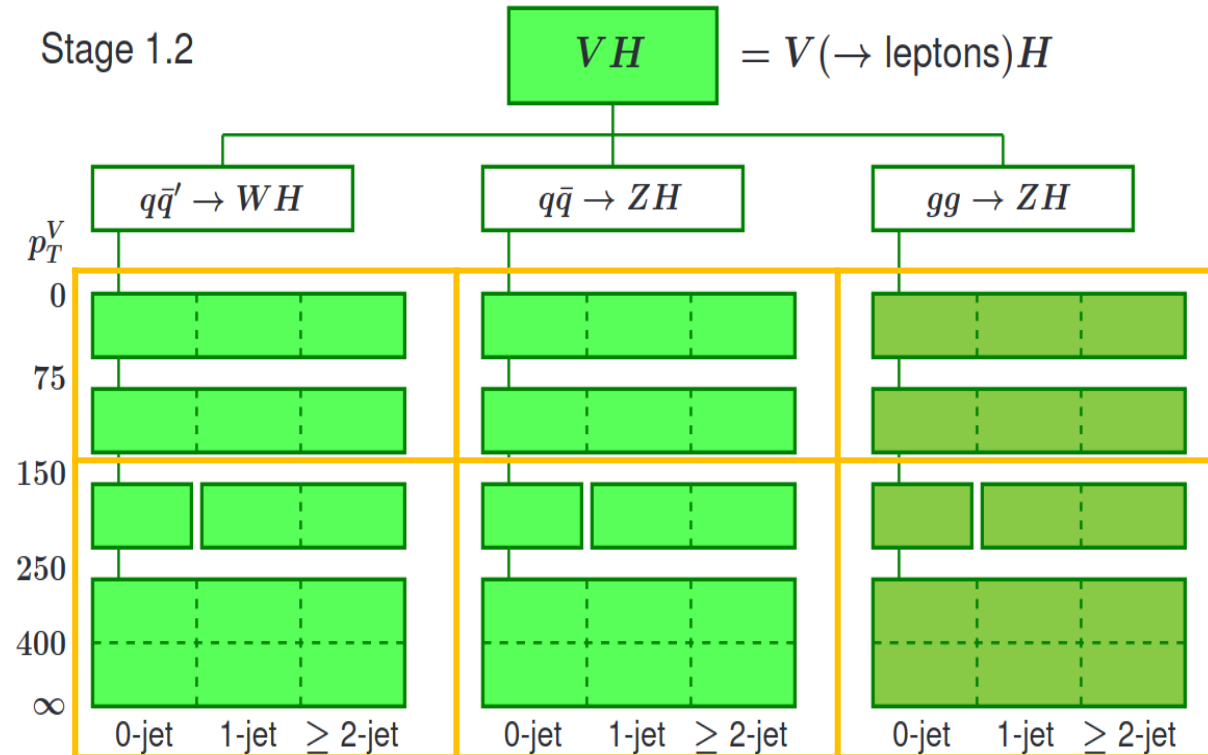 Stage 1.2
VH = V(→ leptons)H
qq̄′ → WH
qq̄ → ZH
gg → ZH
p_T^V
0
75
150
250
400
∞
0-jet 1-jet ≥ 2-jet 0-jet 1-jet ≥ 2-jet 0-jet 1-jet ≥ 2-jet